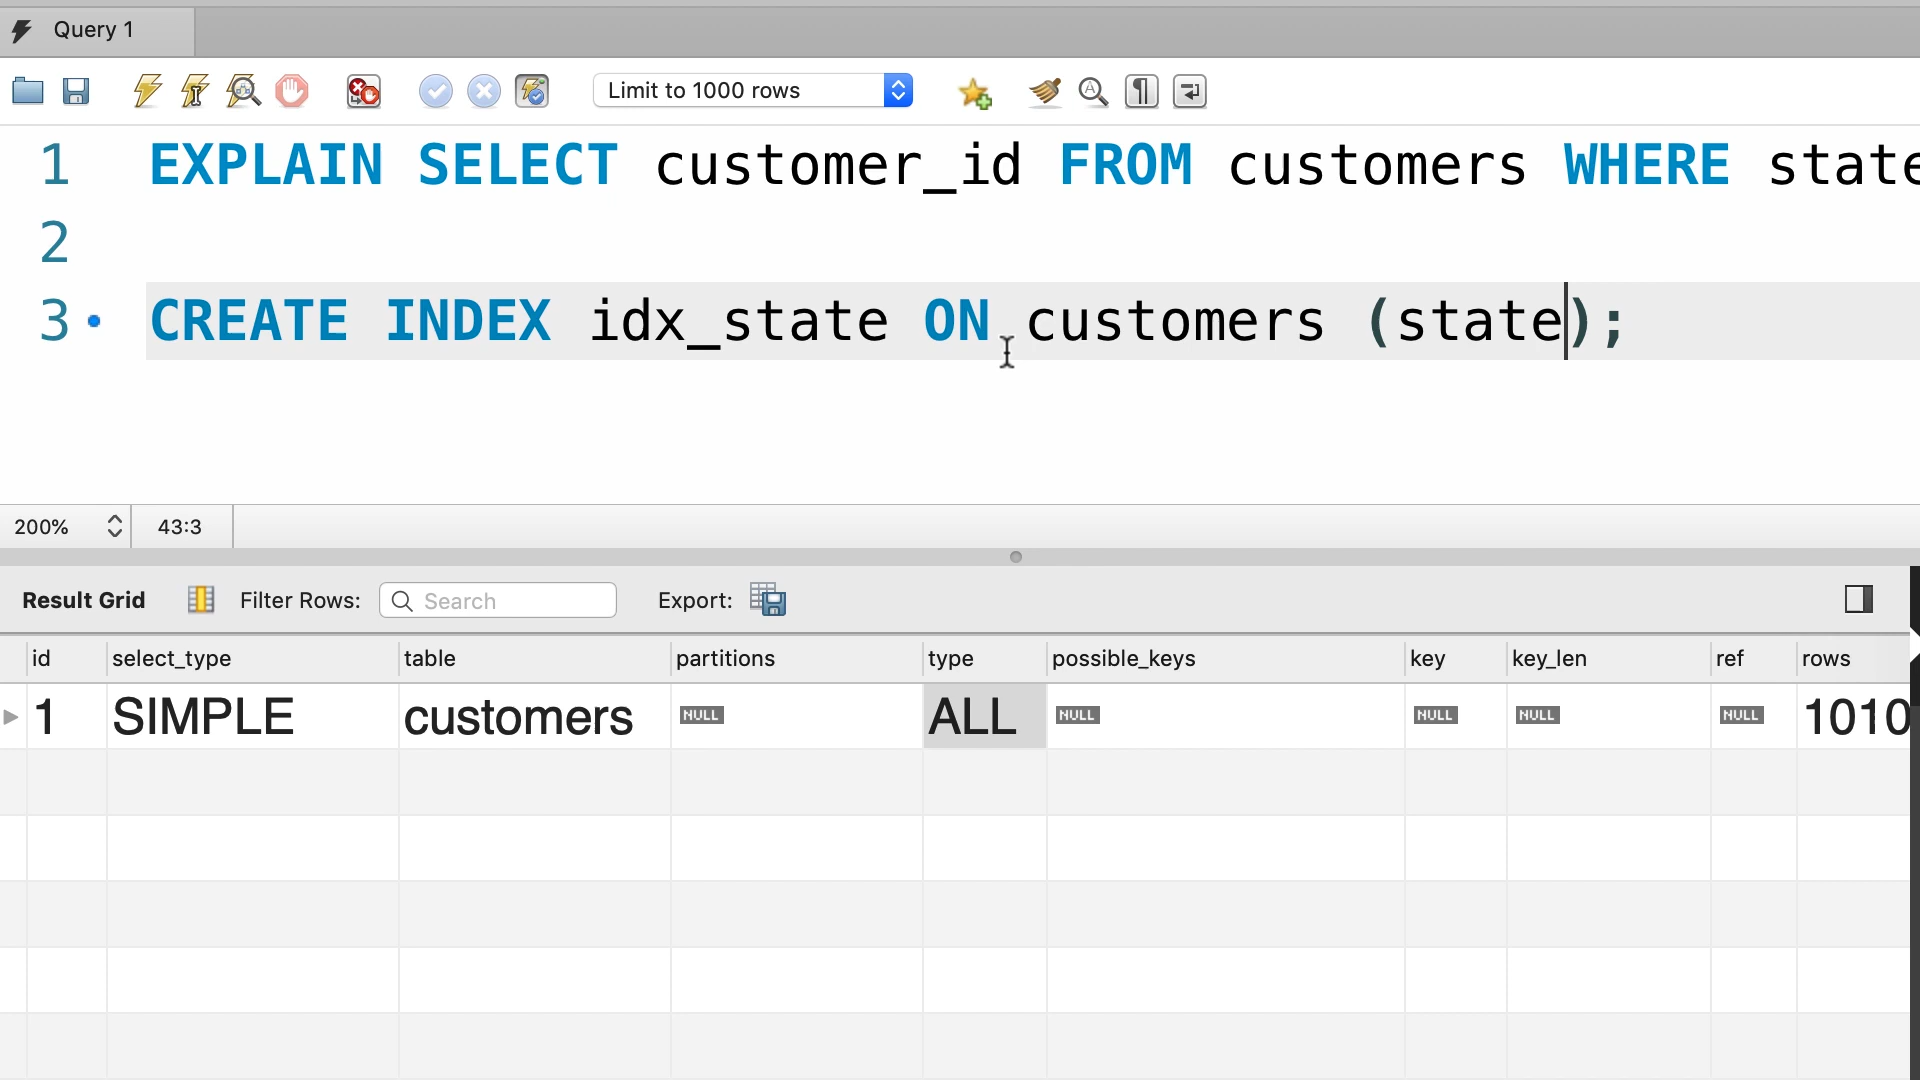 Query 1
Limit to 1000 rows
1 EXPLAIN SELECT customer_id FROM customers WHERE state
2
3 CREATE INDEX idx_state ON customers (state);
200% 43:3
Result Grid Filter Rows: Search Export:
id select_type table partitions type possible_keys key key_len ref rows
1 SIMPLE customers NULL ALL NULL NULL NULL NULL 1010